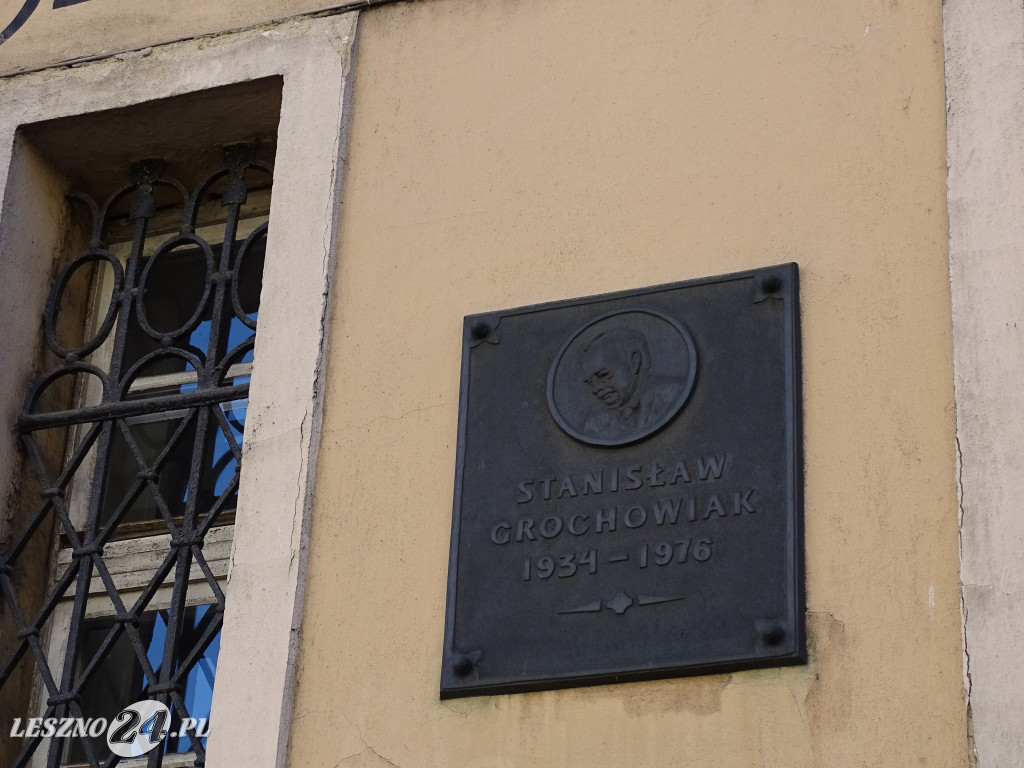 STANISŁAW
GROCHOWIAK
1934 – 1976
LESZNO24.PL